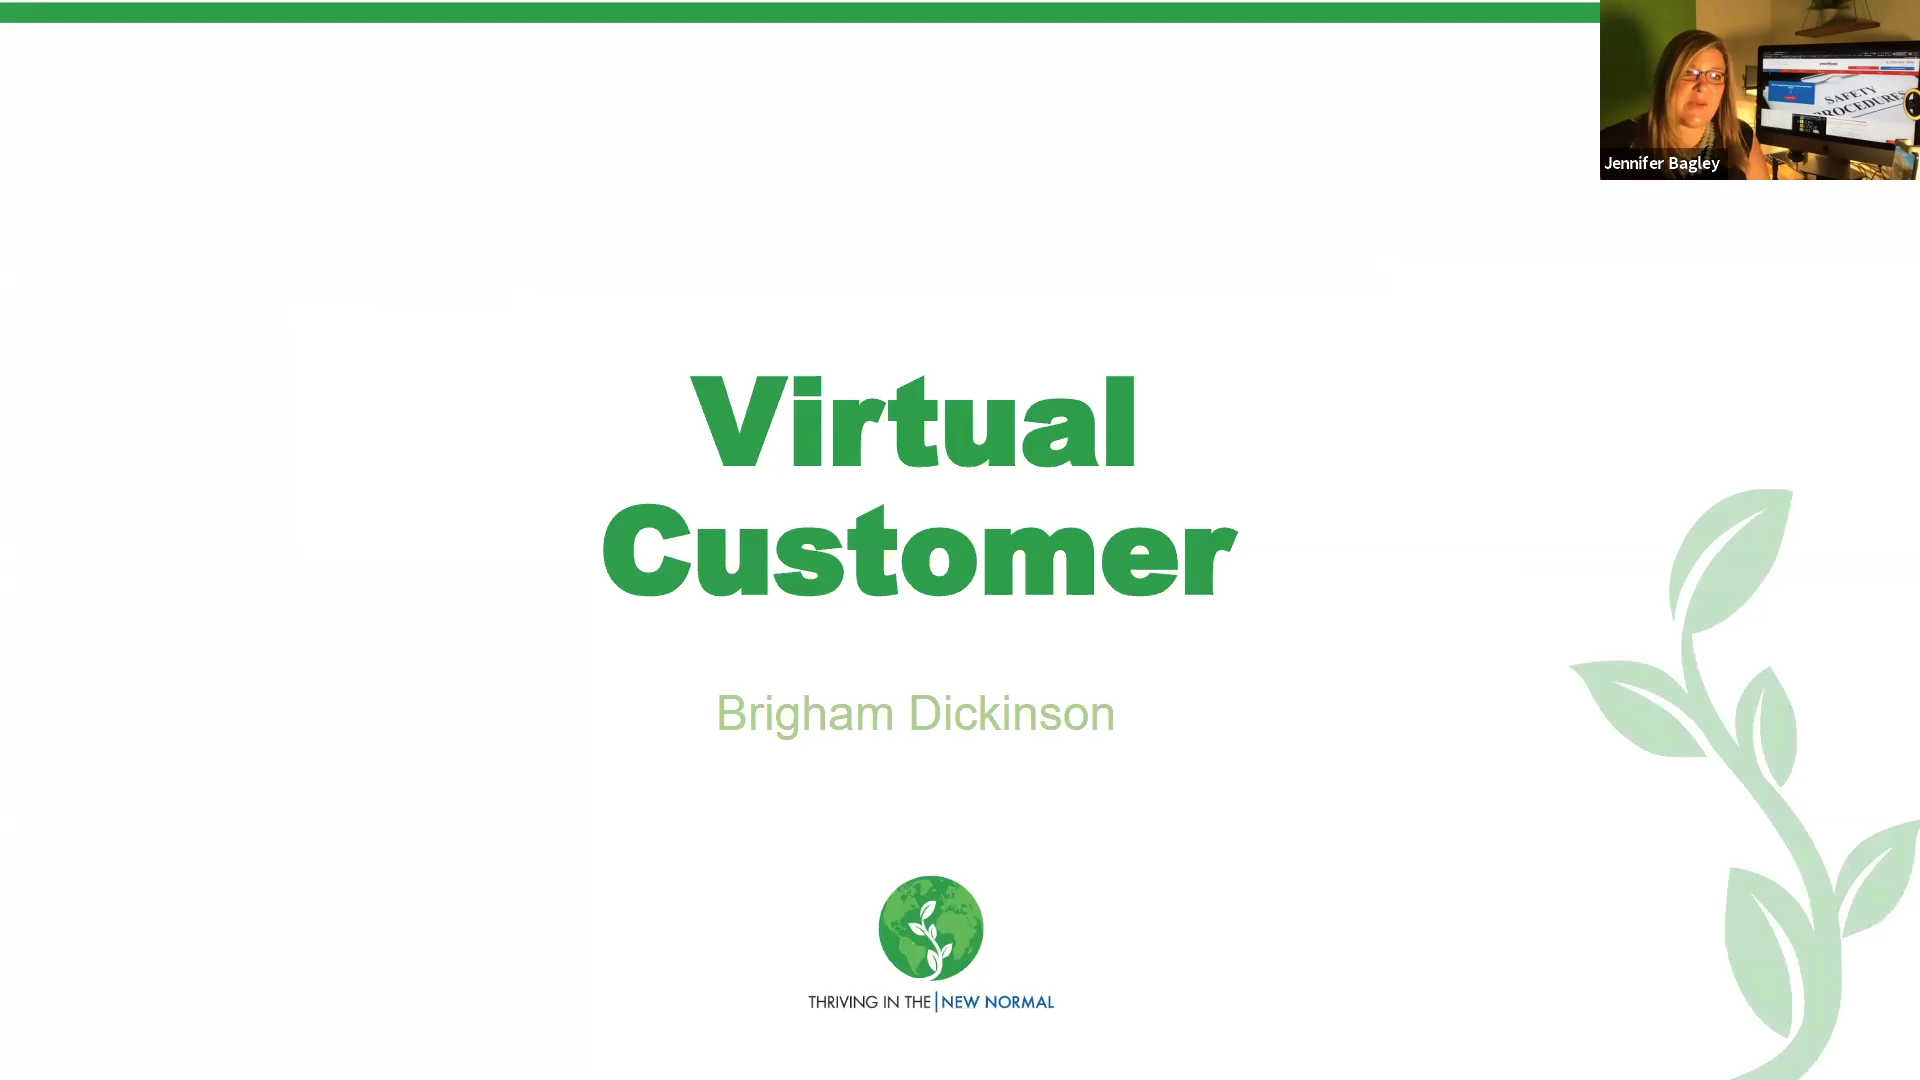 Jennifer Bagley
SAFETY
PROCEDURES
Virtual
Customer
Brigham Dickinson
THRIVING IN THE|NEW NORMAL